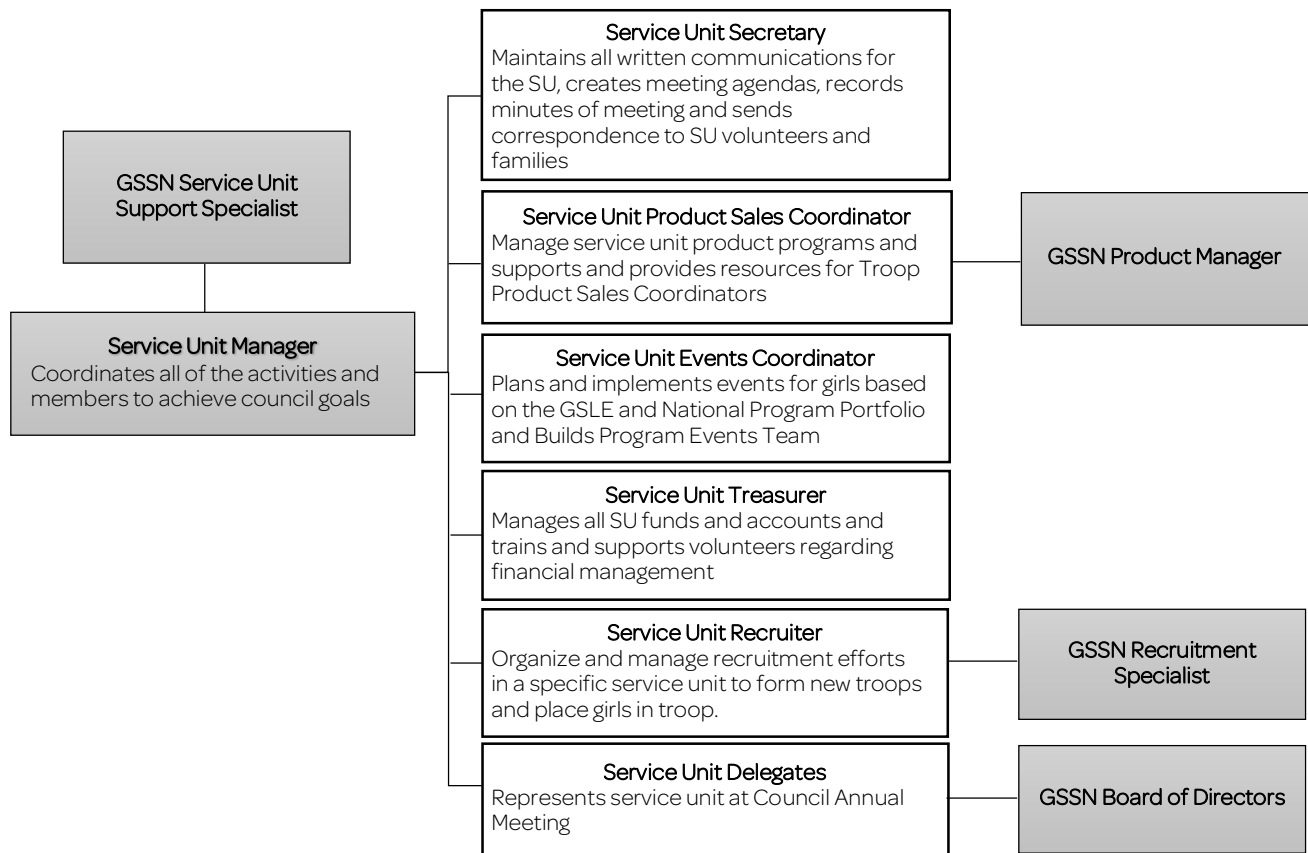 Service Unit Secretary
Maintains all written communications for
the SU, creates meeting agendas, records
minutes of meeting and sends
correspondence to SU volunteers and
families
GSSN Service Unit
Support Specialist
Service Unit Product Sales Coordinator
Manage service unit product programs and
supports and provides resources for Troop
Product Sales Coordinators
GSSN Product Manager
Service Unit Manager
Coordinates all of the activities and
members to achieve council goals
Service Unit Events Coordinator
Plans and implements events for girls based
on the GSLE and National Program Portfolio
and Builds Program Events Team
Service Unit Treasurer
Manages all SU funds and accounts and
trains and supports volunteers regarding
financial management
Service Unit Recruiter
Organize and manage recruitment efforts
in a specific service unit to form new troops
and place girls in troop.
GSSN Recruitment
Specialist
Service Unit Delegates
Represents service unit at Council Annual
Meeting
GSSN Board of Directors